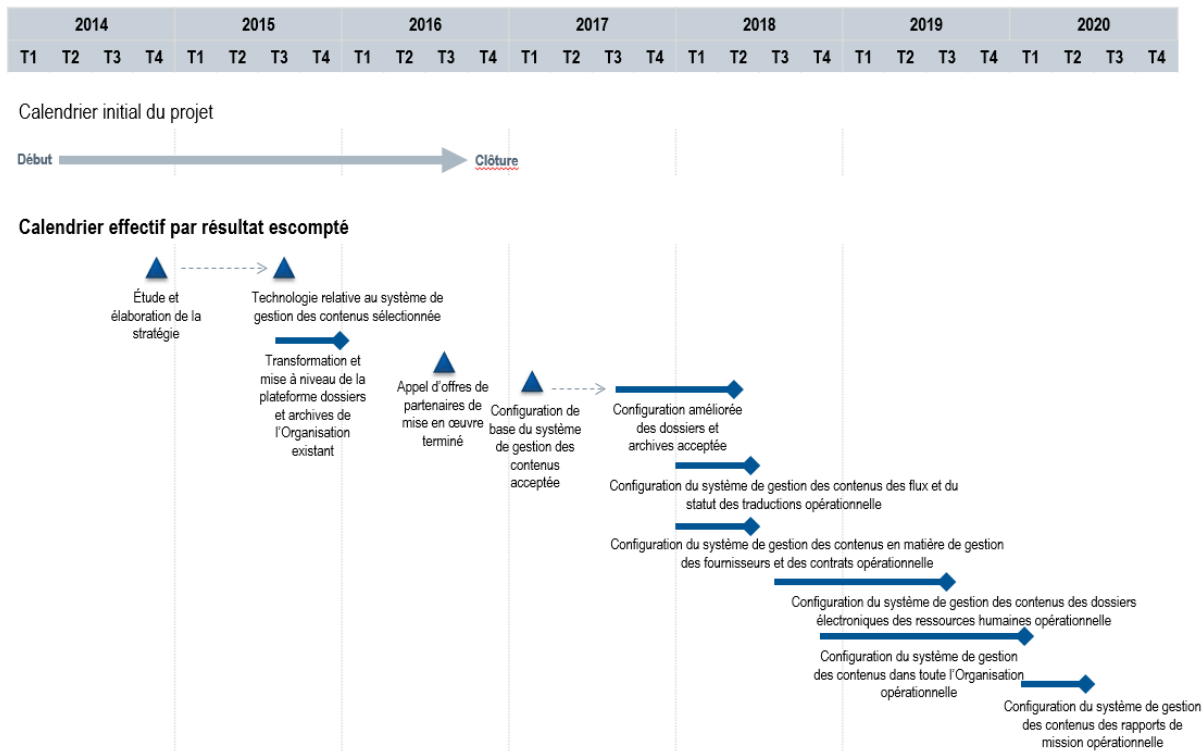 2014 2015 2016 2017 2018 2019 2020
T1 T2 T3 T4 T1 T2 T3 T4 T1 T2 T3 T4 T1 T2 T3 T4 T1 T2 T3 T4 T1 T2 T3 T4 T1 T2 T3 T4
Calendrier initial du projet
Début
Clôture
Calendrier effectif par résultat escompté
Étude et
élaboration de la
stratégie
Technologie relative au système de
gestion des contenus sélectionnée
Transformation et
mise à niveau de la
plateforme dossiers
et archives de
l’Organisation
existant
Appel d’offres de
partenaires de
mise en œuvre
terminé
Configuration de
base du système
de gestion des
contenus
acceptée
Configuration améliorée
des dossiers et
archives acceptée
Configuration du système de gestion des contenus des flux et du
statut des traductions opérationnelle
Configuration du système de gestion des contenus en matière de gestion
des fournisseurs et des contrats opérationnelle
Configuration du système de gestion des contenus des dossiers
électroniques des ressources humaines opérationnelle
Configuration du système de gestion
des contenus dans toute l’Organisation
opérationnelle
Configuration du système de gestion
des contenus des rapports de
mission opérationnelle